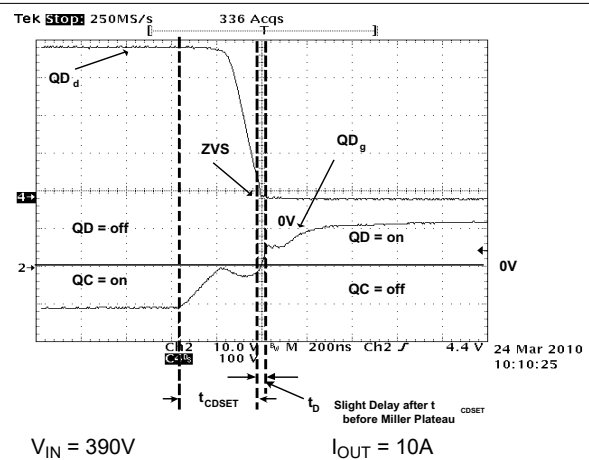 Tek Stop: 250MS/s 336 Acqs
QDd
ZVS
QDg
4→
QD = off
0V
QD = on
2→
0V
QC = on
QC = off
Ch2 10.0 V BW M 200ns Ch2 4.4 V
100 V
24 Mar 2010
10:10:25
tCDSET
tD
Slight Delay after tCDSET
before Miller Plateau
VIN = 390V
IOUT = 10A